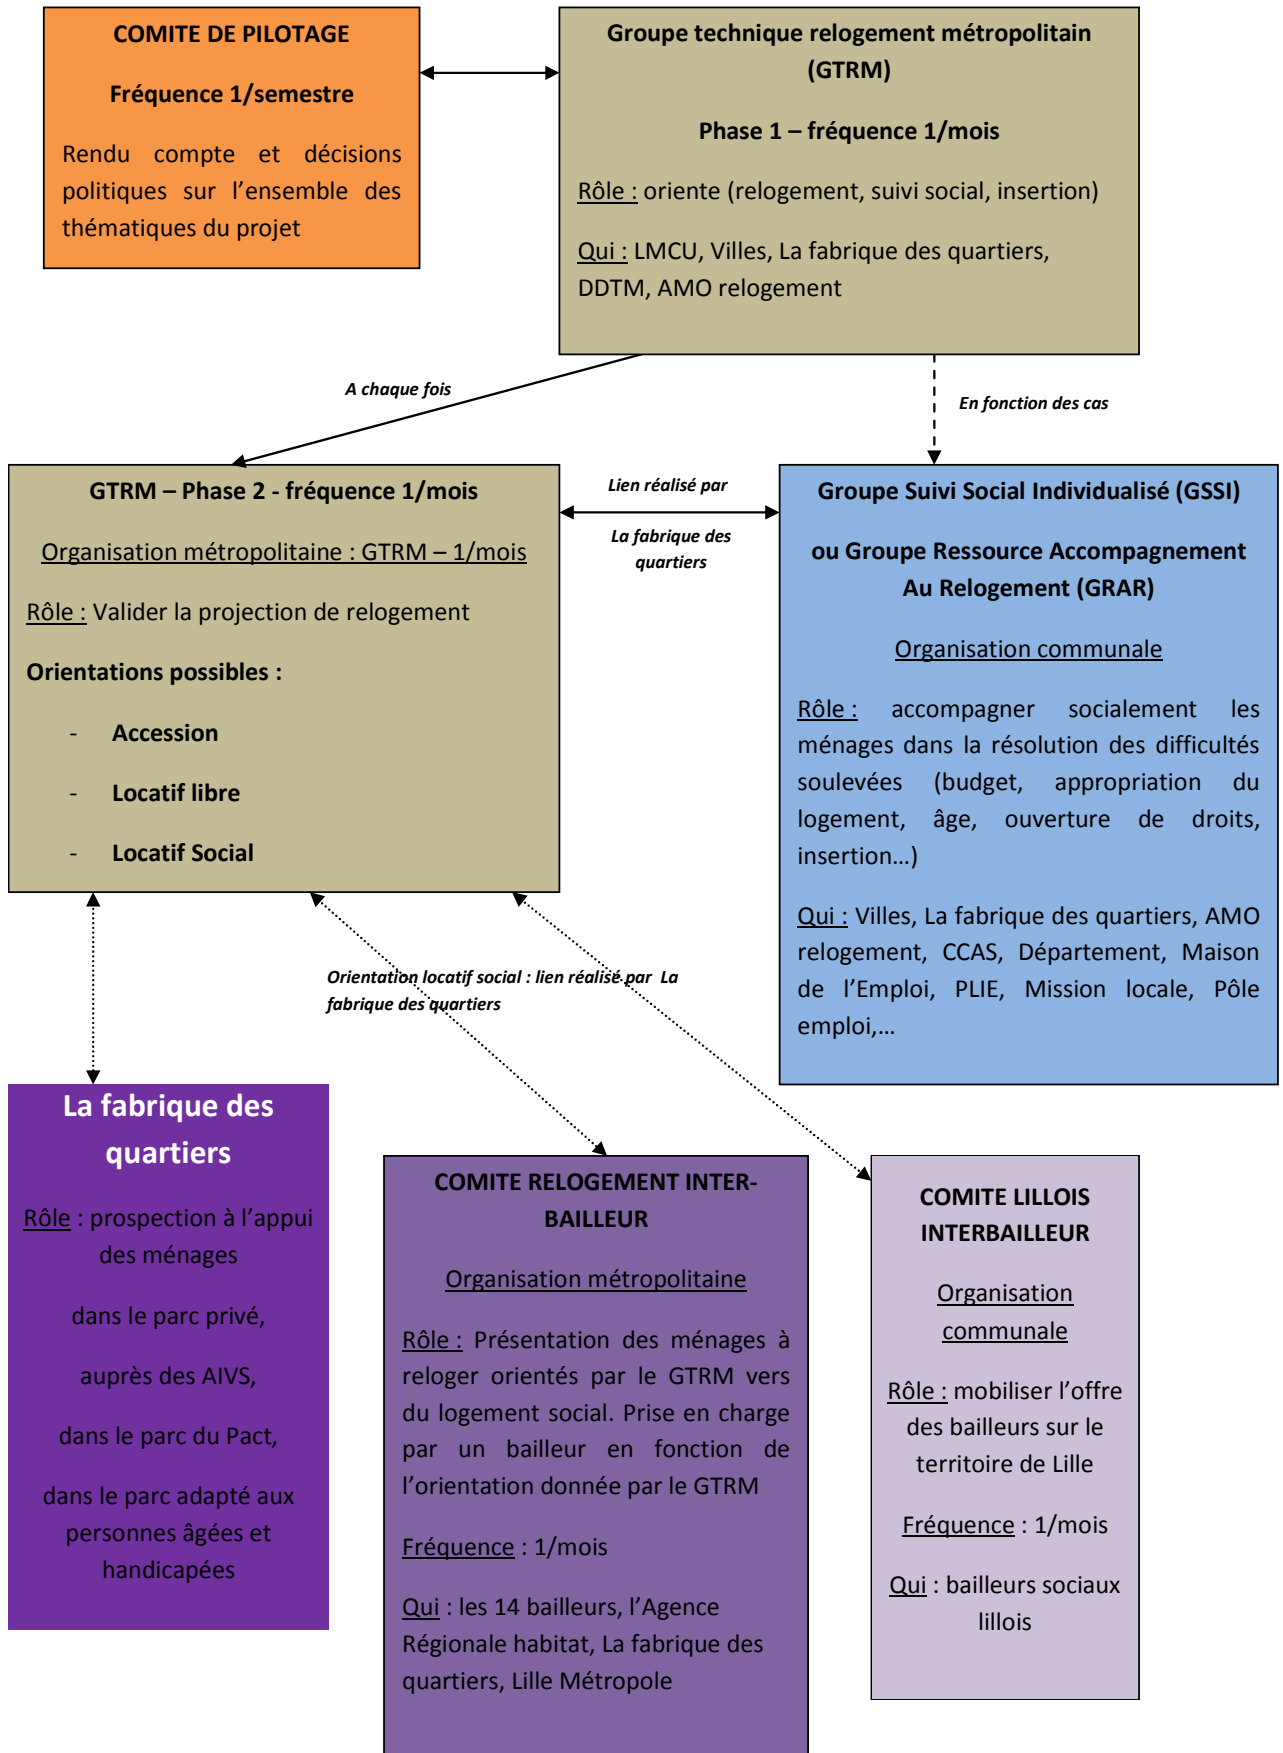 COMITE DE PILOTAGE
Fréquence 1/semestre
Rendu compte et décisions
politiques sur l’ensemble des
thématiques du projet
Groupe technique relogement métropolitain
(GTRM)
Phase 1 – fréquence 1/mois
Rôle : oriente (relogement, suivi social, insertion)
Qui : LMCU, Villes, La fabrique des quartiers,
DDTM, AMO relogement
A chaque fois
En fonction des cas
GTRM – Phase 2 - fréquence 1/mois
Organisation métropolitaine : GTRM – 1/mois
Rôle : Valider la projection de relogement
Orientations possibles :
- Accession
- Locatif libre
- Locatif Social
Lien réalisé par
La fabrique des
quartiers
Groupe Suivi Social Individualisé (GSSI)
ou Groupe Ressource Accompagnement
Au Relogement (GRAR)
Organisation communale
Rôle : accompagner socialement les
ménages dans la résolution des difficultés
soulevées (budget, appropriation du
logement, âge, ouverture de droits,
insertion…)
Qui : Villes, La fabrique des quartiers, AMO
relogement, CCAS, Département, Maison
de l’Emploi, PLIE, Mission locale, Pôle
emploi,…
Orientation locatif social : lien réalisé par La
fabrique des quartiers
La fabrique des
quartiers
Rôle : prospection à l’appui
des ménages
dans le parc privé,
auprès des AIVS,
dans le parc du Pact,
dans le parc adapté aux
personnes âgées et
handicapées
COMITE RELOGEMENT INTER-
BAILLEUR
Organisation métropolitaine
Rôle : Présentation des ménages à
reloger orientés par le GTRM vers
du logement social. Prise en charge
par un bailleur en fonction de
l’orientation donnée par le GTRM
Fréquence : 1/mois
Qui : les 14 bailleurs, l’Agence
Régionale habitat, La fabrique des
quartiers, Lille Métropole
COMITE LILLOIS
INTERBAILLEUR
Organisation
communale
Rôle : mobiliser l’offre
des bailleurs sur le
territoire de Lille
Fréquence : 1/mois
Qui : bailleurs sociaux
lillois